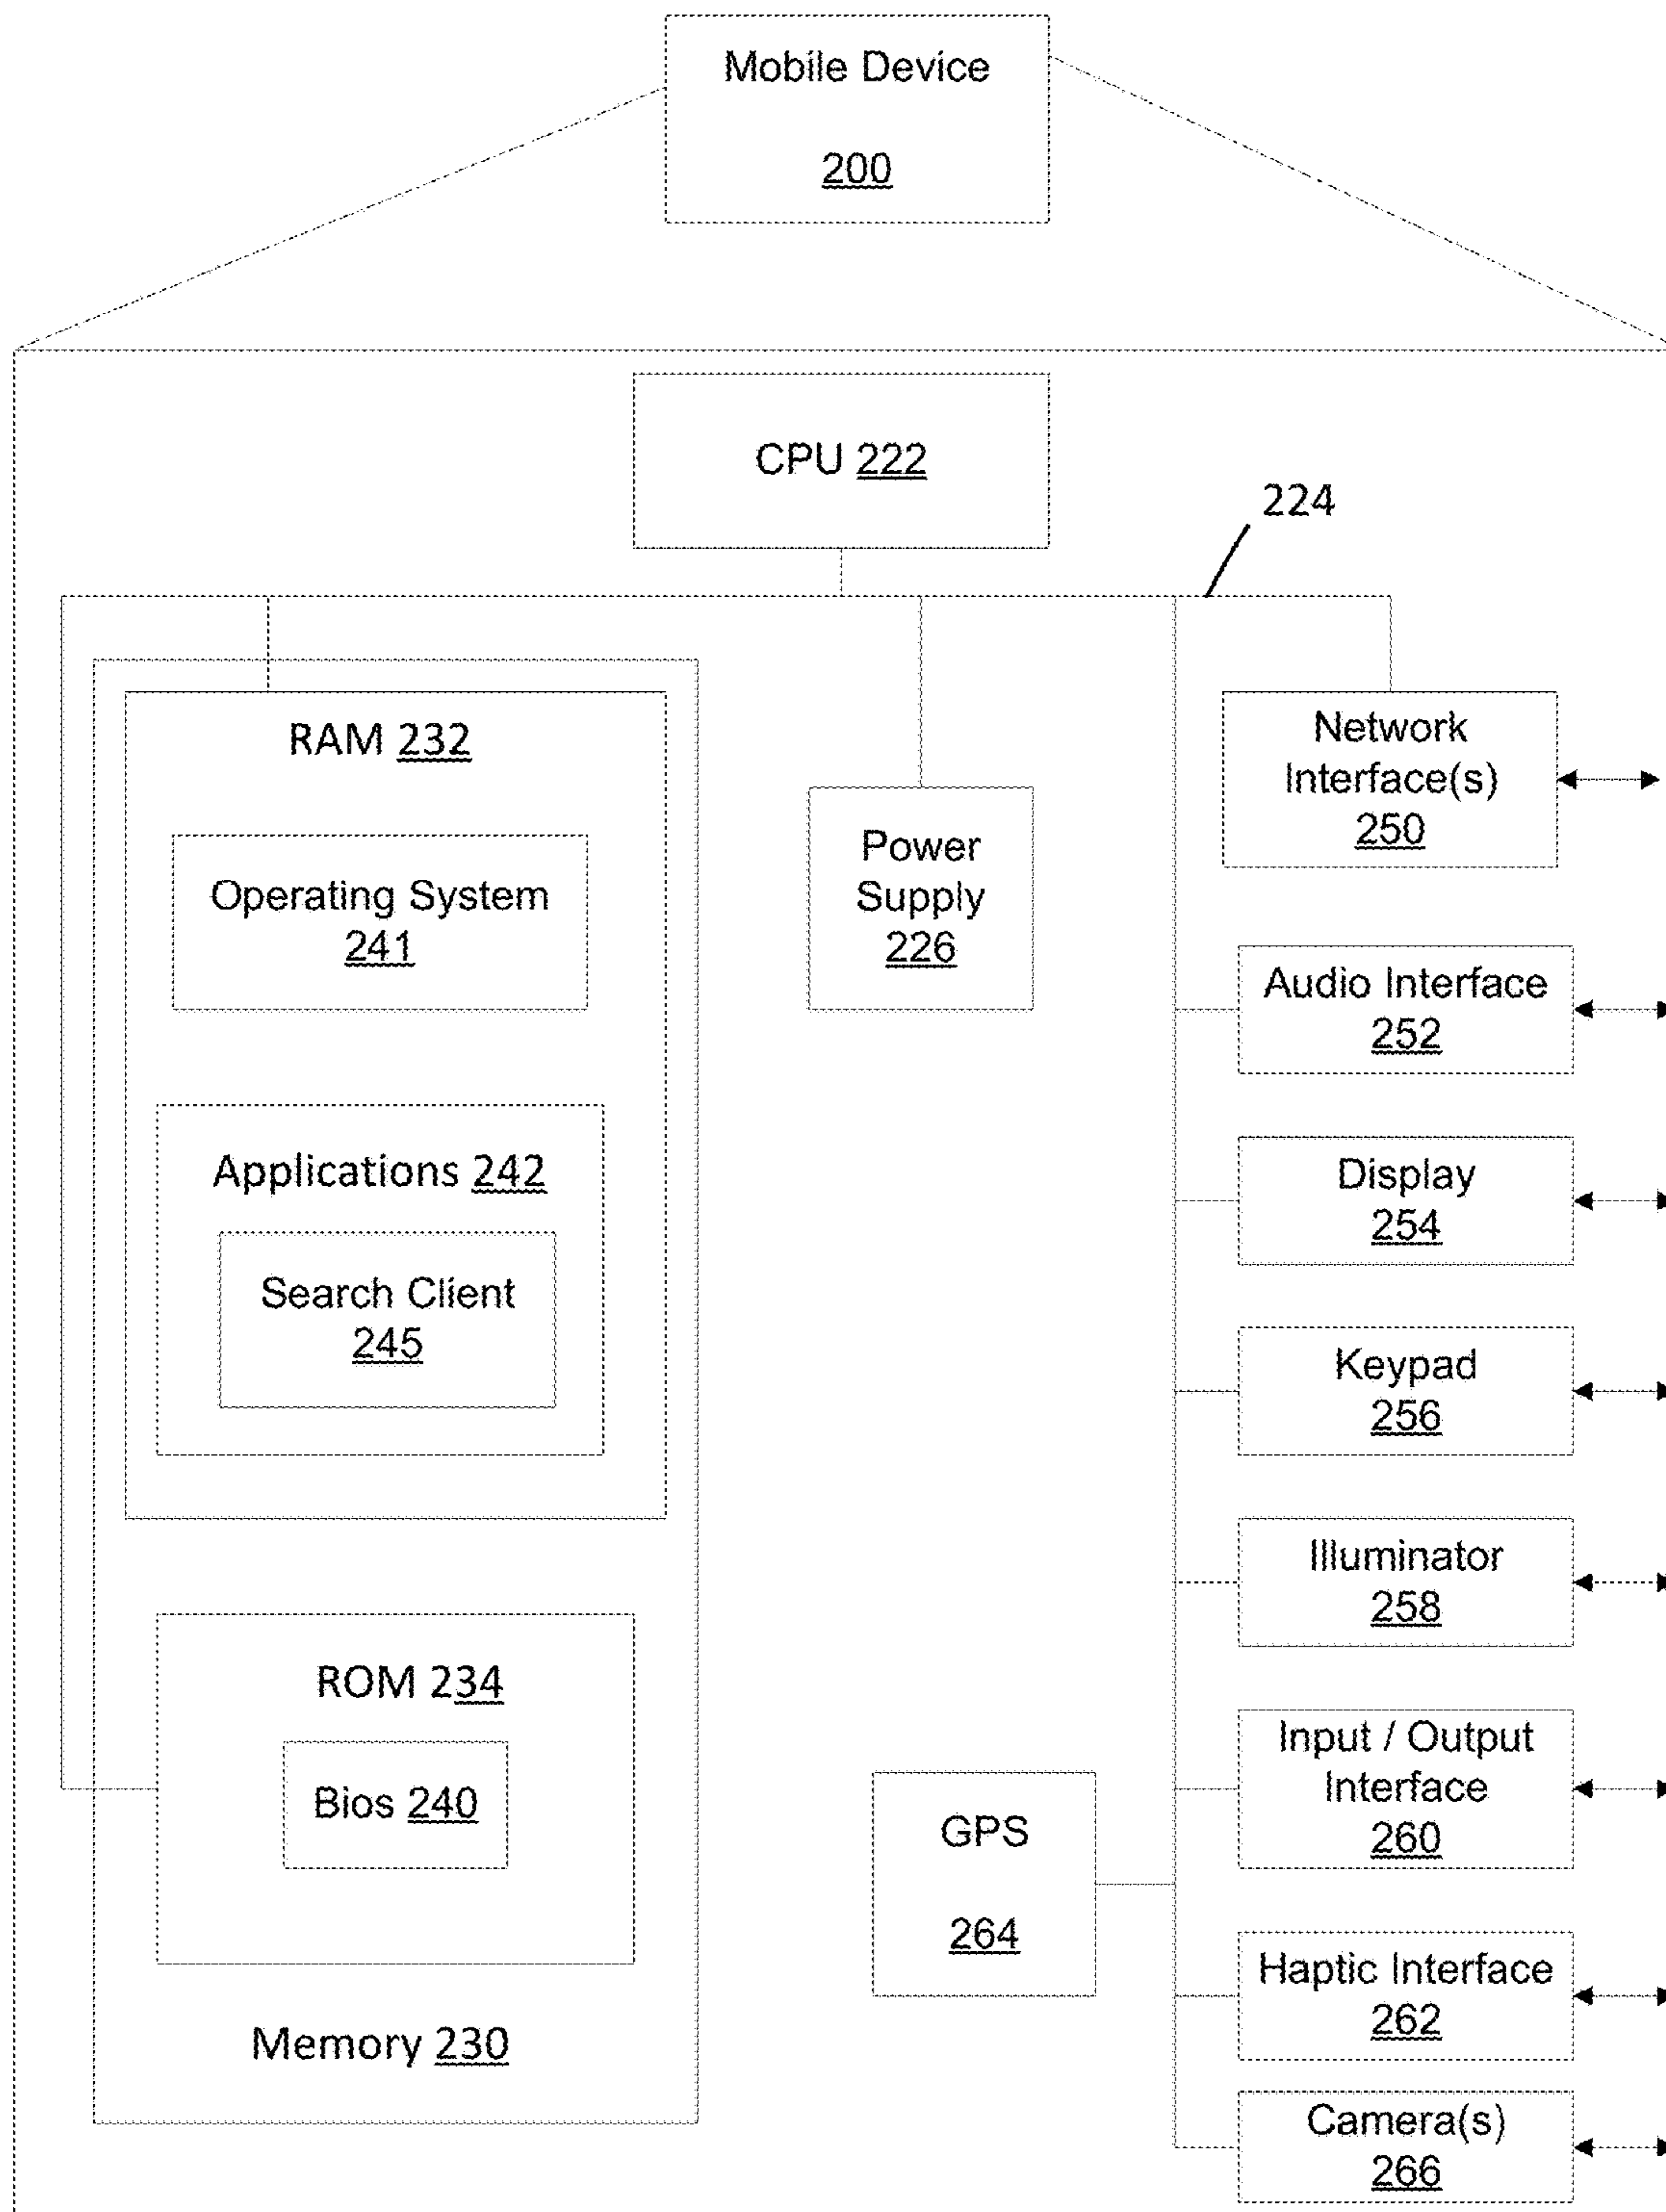 Mobile Device
200
CPU 222
224
RAM 232
Operating System
241
Applications 242
Search Client
245
ROM 234
Bios 240
Memory 230
Power
Supply
226
GPS
264
Network
Interface(s)
250
Audio Interface
252
Display
254
Keypad
256
Illuminator
258
Input / Output
Interface
260
Haptic Interface
262
Camera(s)
266